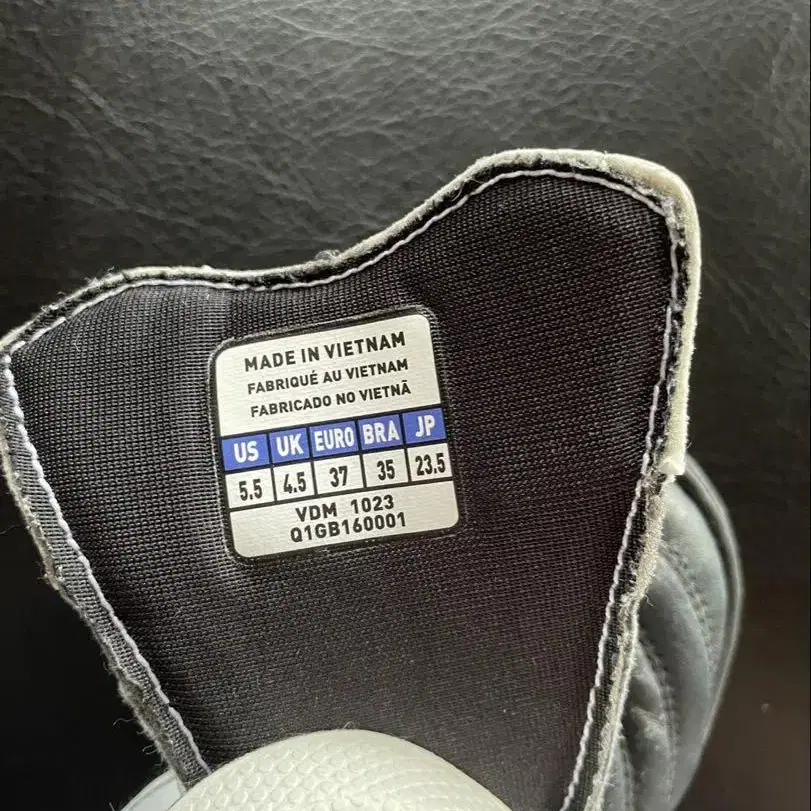 MADE IN VIETNAM
FABRIQUÉ AU VIETNAM
FABRICADO NO VIETNÃ
US UK EURO BRA JP
5.5 4.5 37 35 23.5
VDM 1023
Q1GB160001